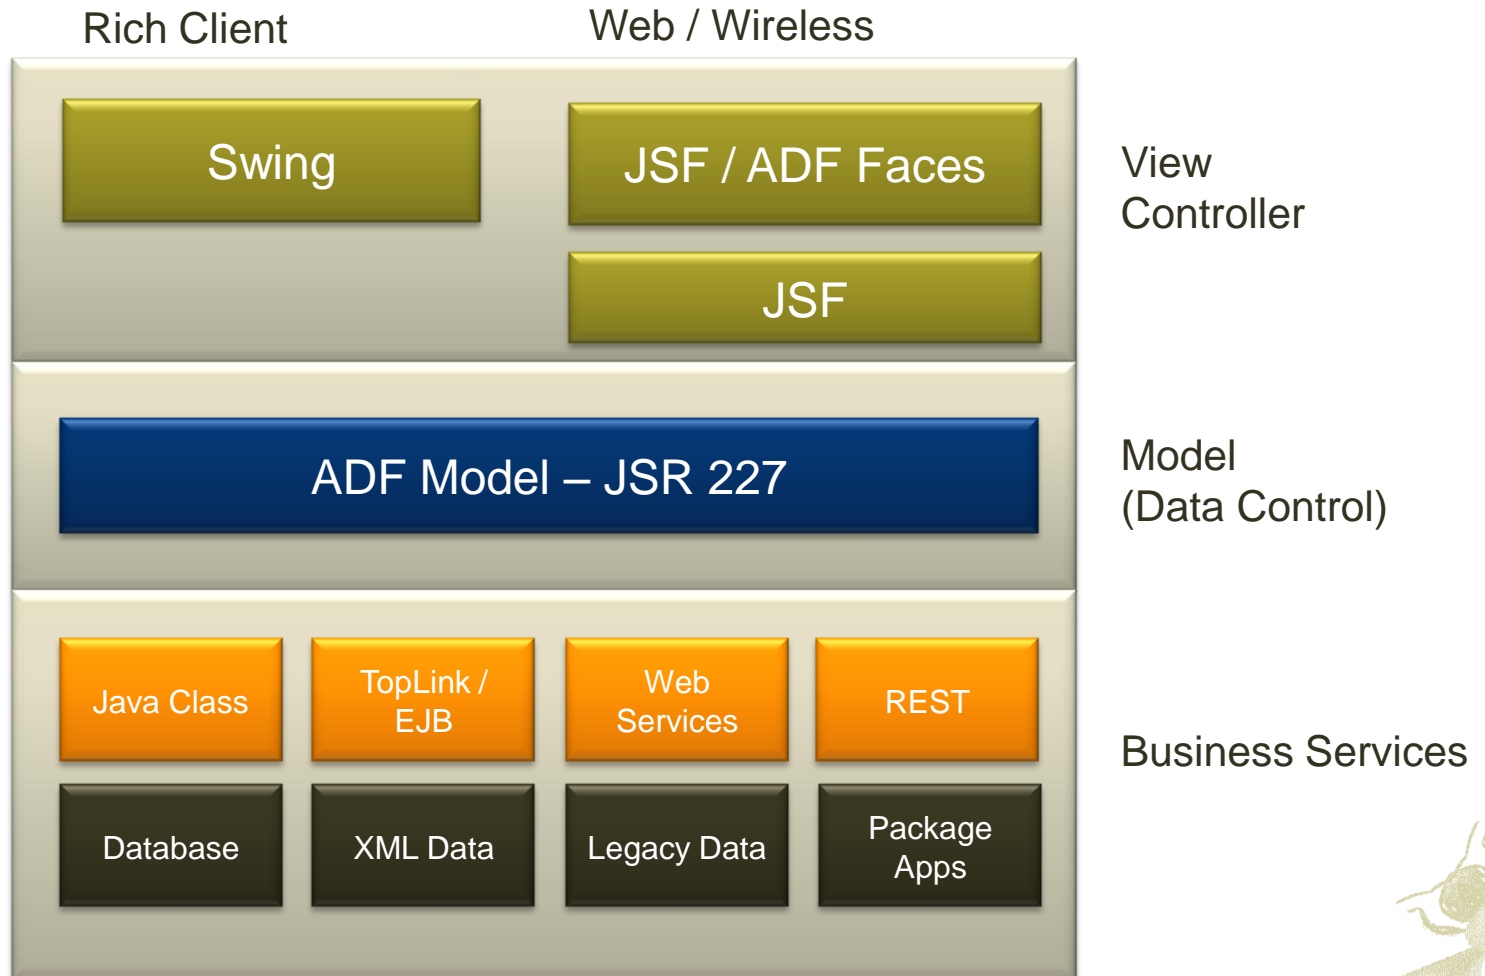 Rich Client
Web / Wireless
Swing
JSF / ADF Faces
JSF
View
Controller
ADF Model – JSR 227
Model
(Data Control)
Java Class
TopLink /
EJB
Web
Services
REST
Business Services
Database
XML Data
Legacy Data
Package
Apps